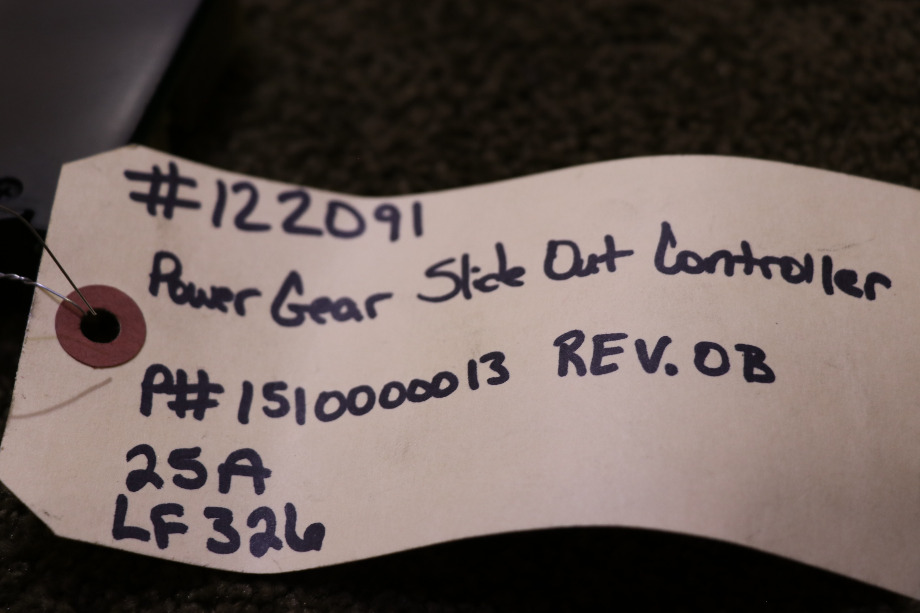 #122091
Power Gear Slide Out Controller
P#1510000013 REV.0B
25A
LF326